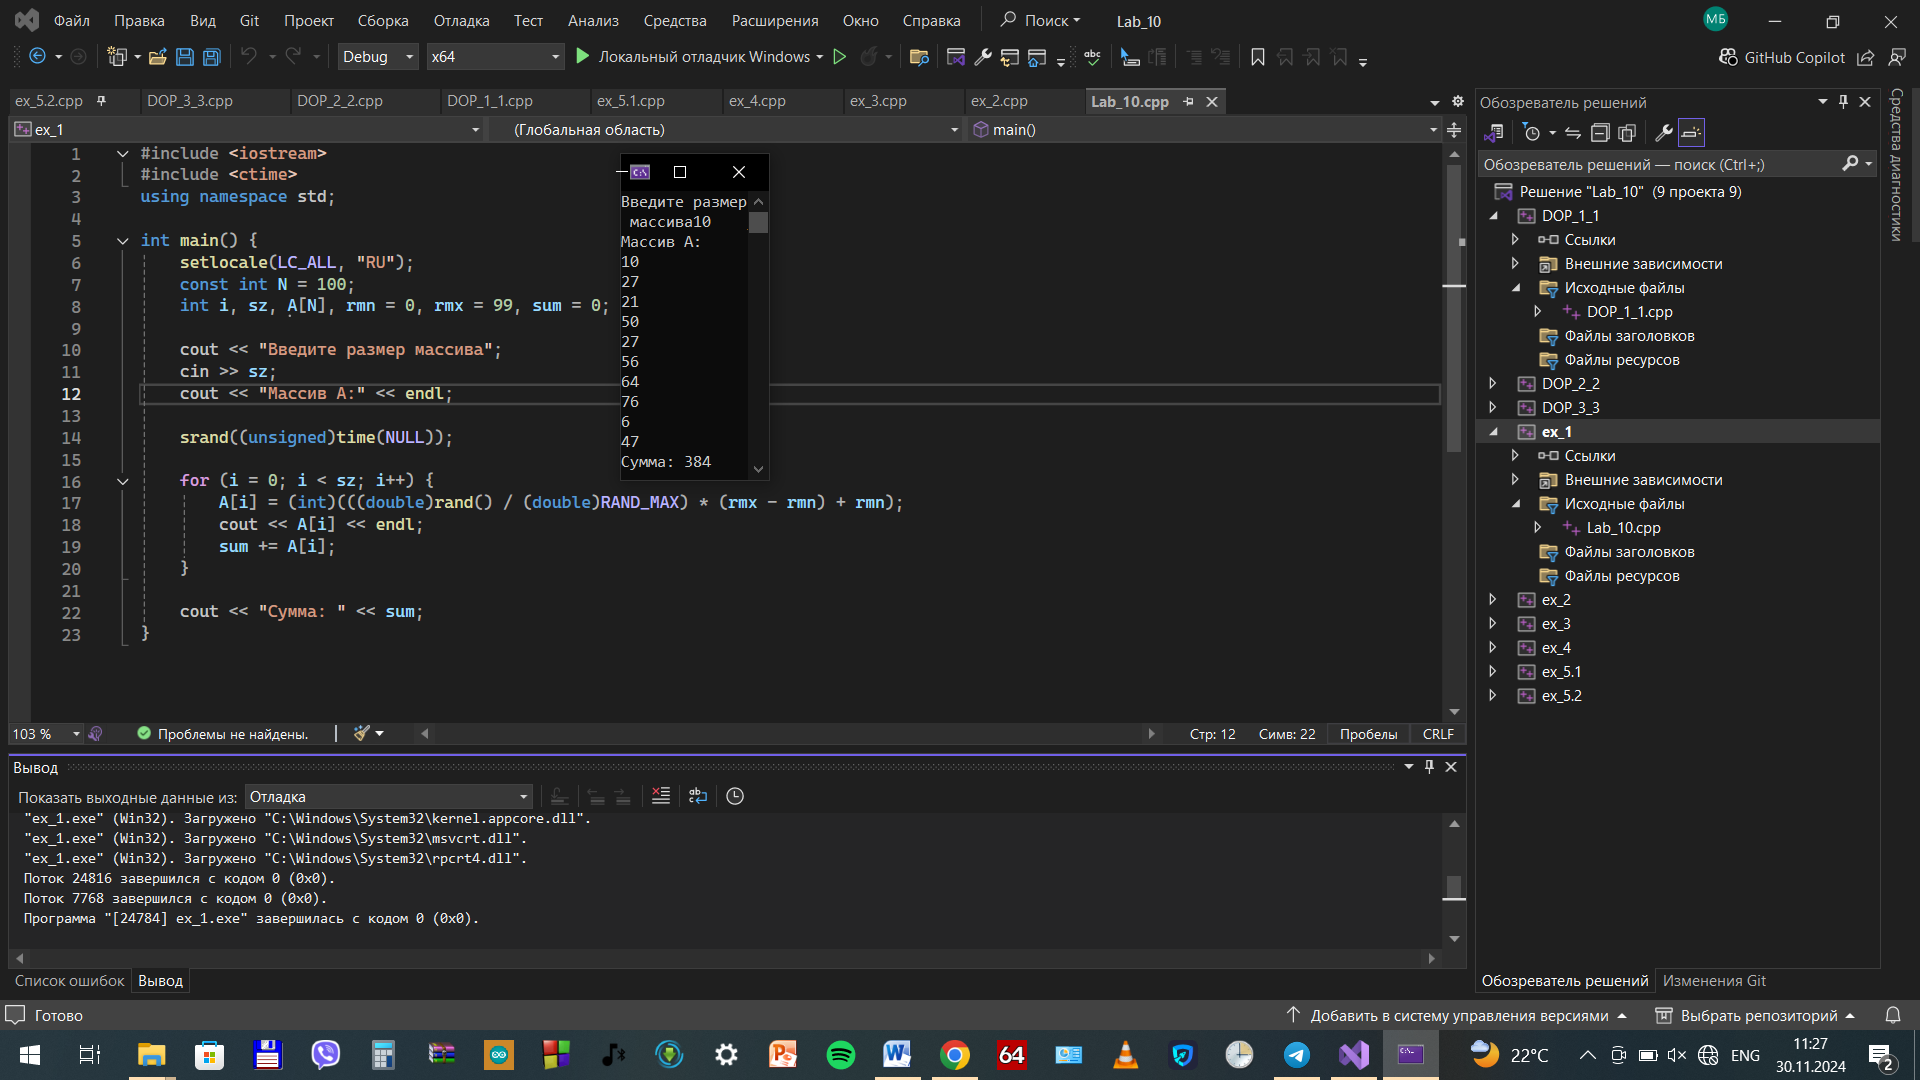 Файл Правка Вид Git Проект Сборка Отладка Тест Анализ Средства Расширения Окно Справка Поиск Lab_10 МБ
Debug x64 Локальный отладчик Windows abc GitHub Copilot
ex_5.2.cpp DOP_3_3.cpp DOP_2_2.cpp DOP_1_1.cpp ex_5.1.cpp ex_4.cpp ex_3.cpp ex_2.cpp Lab_10.cpp
ex_1 (Глобальная область) main()
1 #include <iostream>
2 #include <ctime>
3 using namespace std;
4
5 int main() {
6 setlocale(LC_ALL, "RU");
7 const int N = 100;
8 int i, sz, A[N], rmn = 0, rmx = 99, sum = 0;
9
10 cout << "Введите размер массива";
11 cin >> sz;
12 cout << "Массив A:" << endl;
13
14 srand((unsigned)time(NULL));
15
16 for (i = 0; i < sz; i++) {
17 A[i] = (int)(((double)rand() / (double)RAND_MAX) * (rmx - rmn) + rmn);
18 cout << A[i] << endl;
19 sum += A[i];
20 }
21
22 cout << "Сумма: " << sum;
23 }
C:\
Введите размер
массива10
Массив A:
10
27
21
50
27
56
64
76
6
47
Сумма: 384
103 % Проблемы не найдены. Стр: 12 Симв: 22 Пробелы CRLF
Вывод
Показать выходные данные из: Отладка
"ex_1.exe" (Win32). Загружено "C:\Windows\System32\kernel.appcore.dll".
"ex_1.exe" (Win32). Загружено "C:\Windows\System32\msvcrt.dll".
"ex_1.exe" (Win32). Загружено "C:\Windows\System32\rpcrt4.dll".
Поток 24816 завершился с кодом 0 (0x0).
Поток 7768 завершился с кодом 0 (0x0).
Программа "[24784] ex_1.exe" завершилась с кодом 0 (0x0).
Список ошибок Вывод
Обозреватель решений
Обозреватель решений — поиск (Ctrl+;)
Решение "Lab_10" (9 проекта 9)
DOP_1_1
Ссылки
Внешние зависимости
Исходные файлы
DOP_1_1.cpp
Файлы заголовков
Файлы ресурсов
DOP_2_2
DOP_3_3
ex_1
Ссылки
Внешние зависимости
Исходные файлы
Lab_10.cpp
Файлы заголовков
Файлы ресурсов
ex_2
ex_3
ex_4
ex_5.1
ex_5.2
Обозреватель решений Изменения Git
Средства диагностики
Готово Добавить в систему управления версиями Выбрать репозиторий
64 22°C ENG 11:27
30.11.2024 2